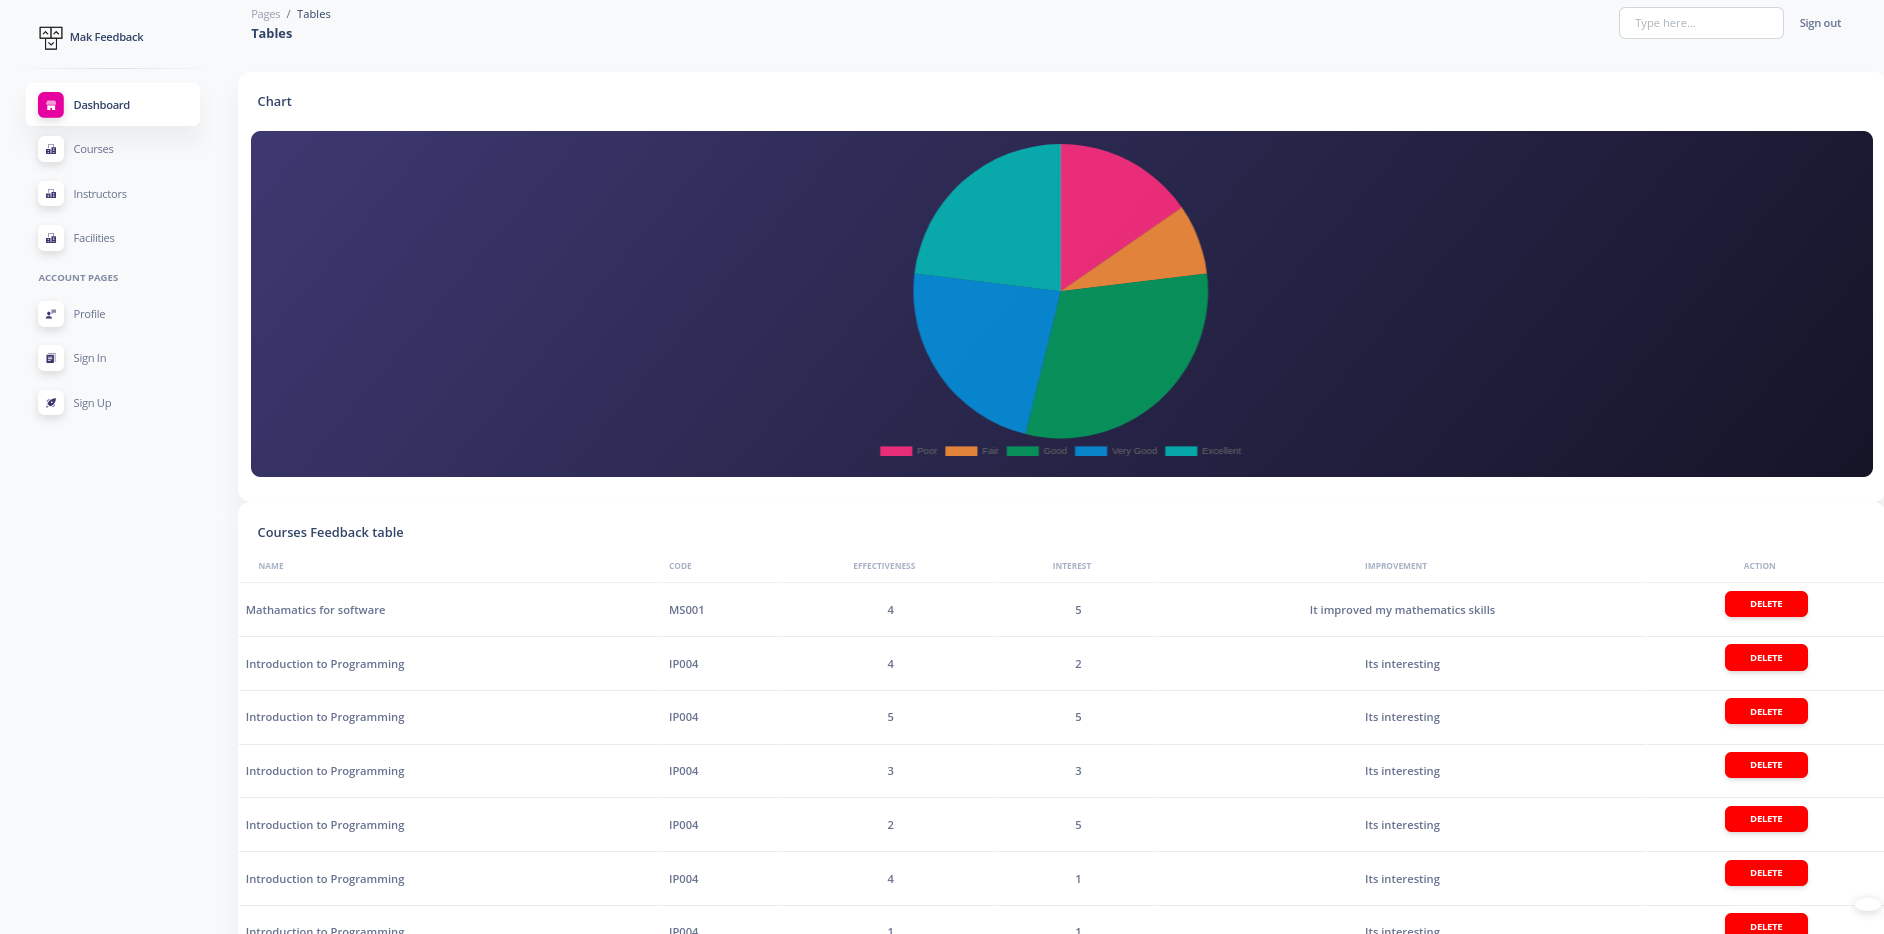 Mak Feedback
Dashboard
Courses
Instructors
Facilities
ACCOUNT PAGES
Profile
Sign In
Sign Up
Pages / Tables
Tables
Type here...
Sign out
Chart
Poor Fair Good Very Good Excellent
Courses Feedback table
NAME CODE EFFECTIVENESS INTEREST IMPROVEMENT ACTION
Mathamatics for software MS001 4 5 It improved my mathematics skills DELETE
Introduction to Programming IP004 4 2 Its interesting DELETE
Introduction to Programming IP004 5 5 Its interesting DELETE
Introduction to Programming IP004 3 3 Its interesting DELETE
Introduction to Programming IP004 2 5 Its interesting DELETE
Introduction to Programming IP004 4 1 Its interesting DELETE
Introduction to Programming IP004 1 1 Its interesting DELETE